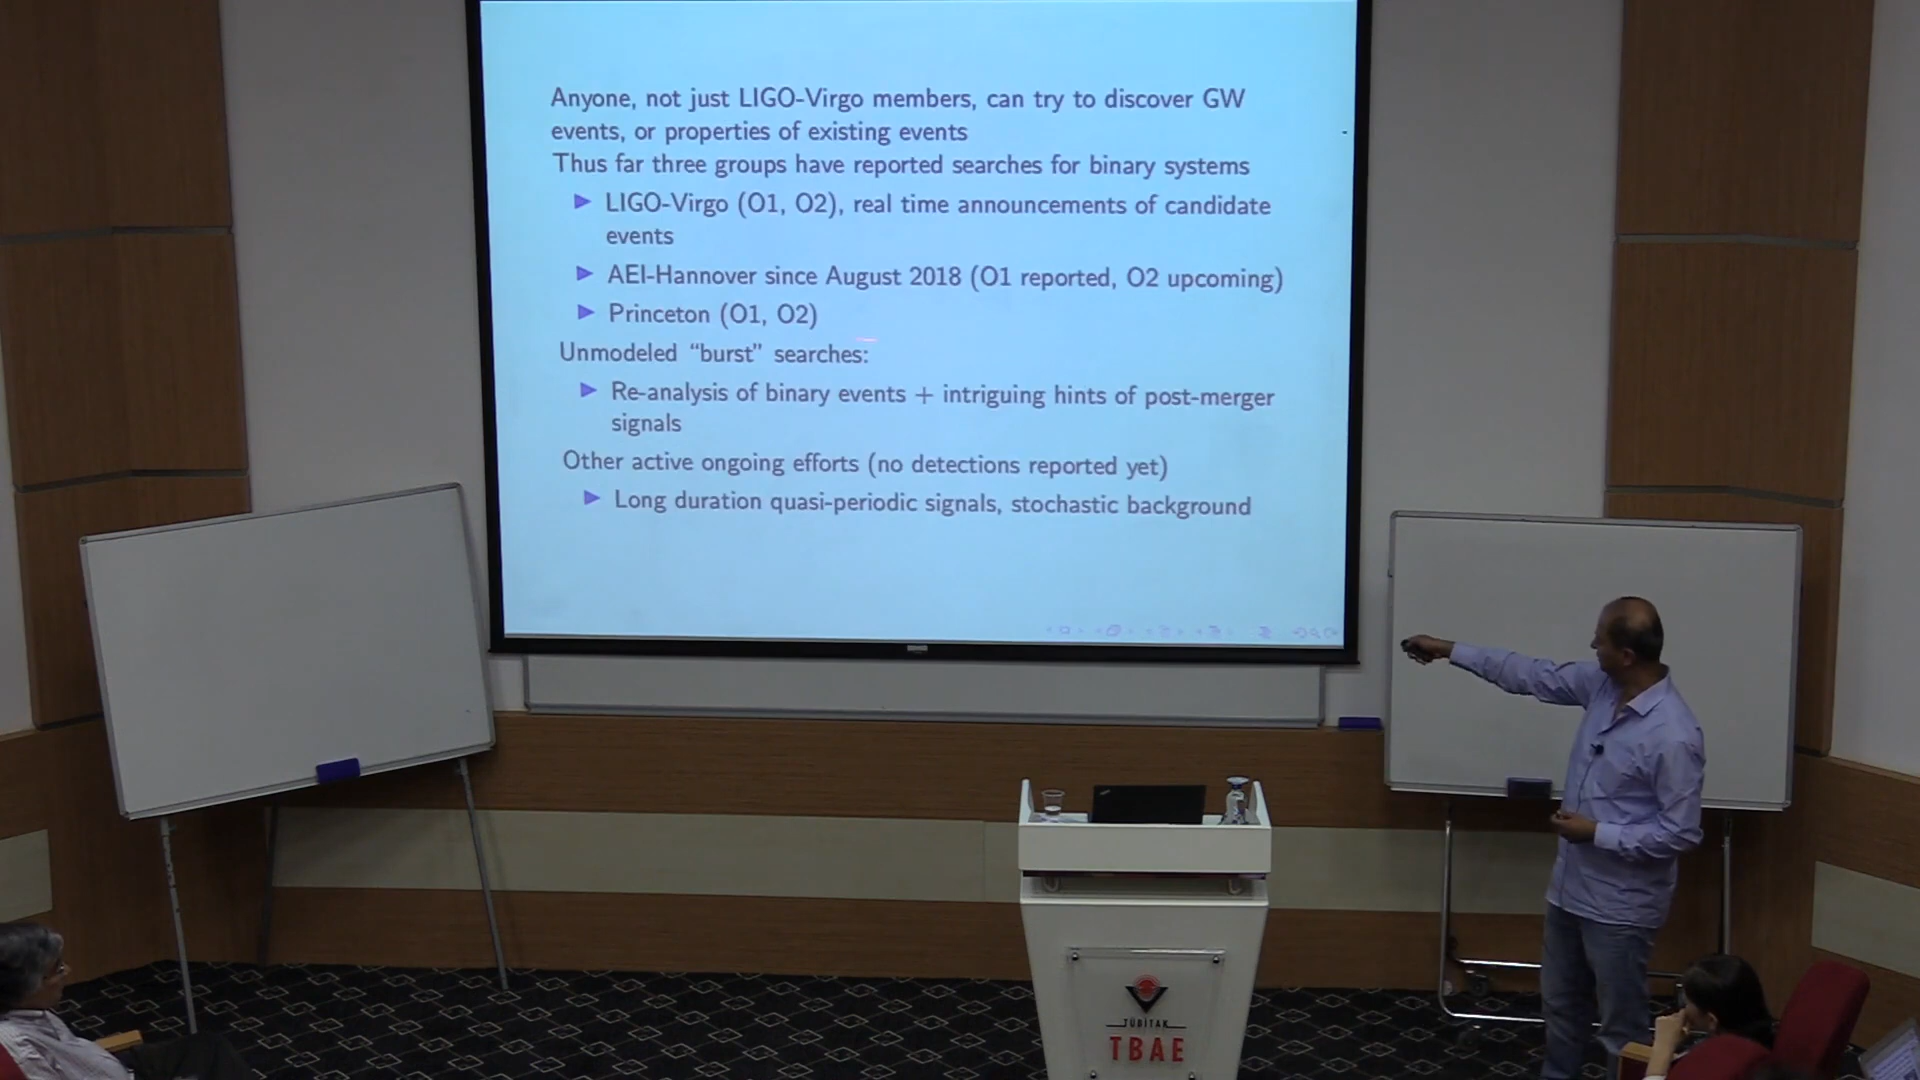 Anyone, not just LIGO-Virgo members, can try to discover GW
events, or properties of existing events
Thus far three groups have reported searches for binary systems
LIGO-Virgo (O1, O2), real time announcements of candidate
events
AEI-Hannover since August 2018 (O1 reported, O2 upcoming)
Princeton (O1, O2)
Unmodeled “burst” searches:
Re-analysis of binary events + intriguing hints of post-merger
signals
Other active ongoing efforts (no detections reported yet)
Long duration quasi-periodic signals, stochastic background
TÜBİTAK
TBAE